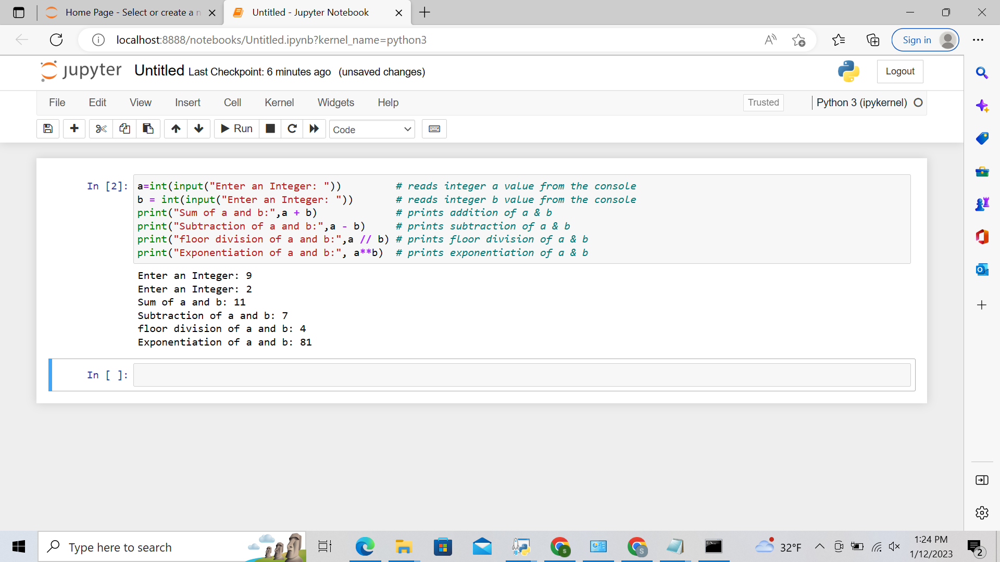 Home Page - Select or create a n
Untitled - Jupyter Notebook
localhost:8888/notebooks/Untitled.ipynb?kernel_name=python3
Sign in
jupyter Untitled Last Checkpoint: 6 minutes ago (unsaved changes)
Logout
File Edit View Insert Cell Kernel Widgets Help
Trusted
Python 3 (ipykernel)
Run
Code
In [2]: a=int(input("Enter an Integer: ")) # reads integer a value from the console
b = int(input("Enter an Integer: ")) # reads integer b value from the console
print("Sum of a and b:",a + b) # prints addition of a & b
print("Subtraction of a and b:",a - b) # prints subtraction of a & b
print("floor division of a and b:",a // b) # prints floor division of a & b
print("Exponentiation of a and b:", a**b) # prints exponentiation of a & b
Enter an Integer: 9
Enter an Integer: 2
Sum of a and b: 11
Subtraction of a and b: 7
floor division of a and b: 4
Exponentiation of a and b: 81
In [ ]:
Type here to search
32°F
1:24 PM
1/12/2023
2